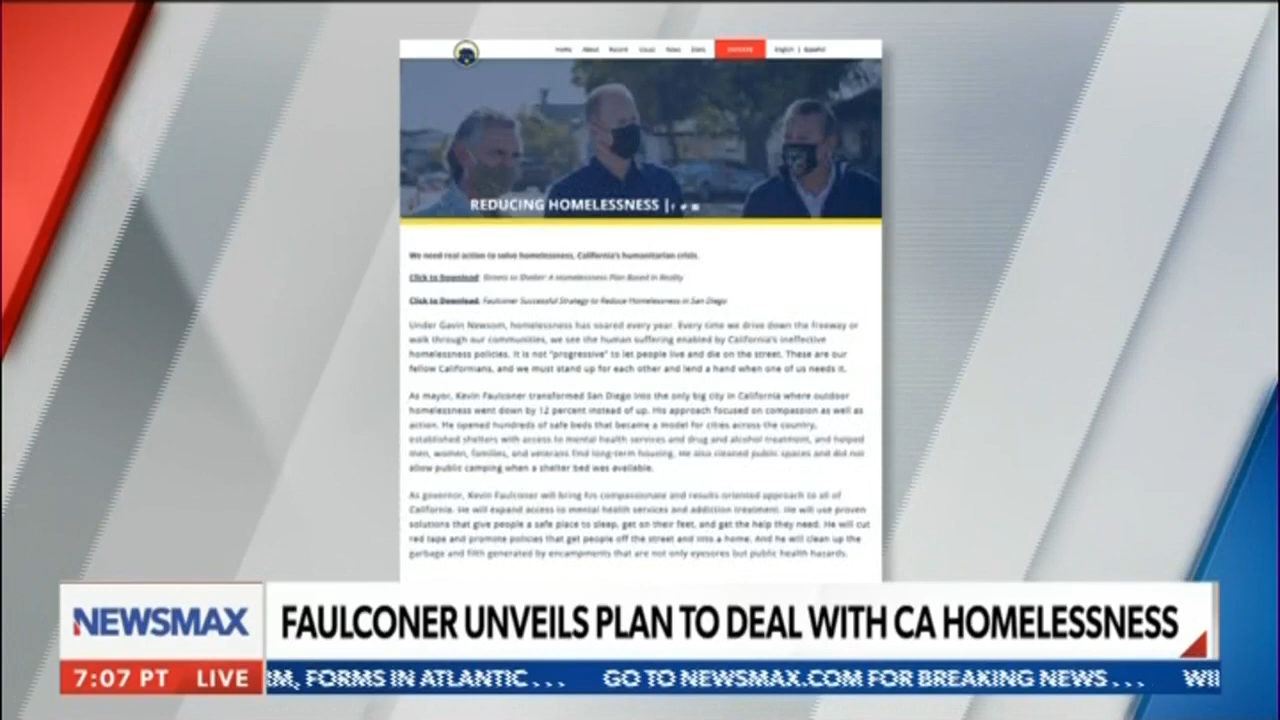 Home About Record Issues News Data DONATE English | Español
REDUCING HOMELESSNESS |
We need real action to solve homelessness, California's humanitarian crisis.
Click to Download: Streets to Shelter: A Homelessness Plan Based in Reality
Click to Download: Faulconer Successful Strategy to Reduce Homelessness in San Diego
Under Gavin Newsom, homelessness has soared every year. Every time we drive down the freeway or
walk through our communities, we see the human suffering enabled by California's ineffective
homelessness policies. It is not "progressive" to let people live and die on the street. These are our
fellow Californians, and we must stand up for each other and lend a hand when one of us needs it.
As mayor, Kevin Faulconer transformed San Diego into the only big city in California where outdoor
homelessness went down by 12 percent instead of up. His approach focused on compassion as well as
action. He opened hundreds of safe beds that became a model for cities across the country,
established shelters with access to mental health services and drug and alcohol treatment, and helped
men, women, families, and veterans find long-term housing. He also cleaned public spaces and did not
allow public camping when a shelter bed was available.
As governor, Kevin Faulconer will bring his compassionate and results-oriented approach to all of
California. He will expand access to mental health services and addiction treatment. He will use proven
solutions that give people a safe place to sleep, get on their feet, and get the help they need. He will cut
red tape and promote policies that get people off the street and into a home. And he will clean up the
garbage and filth generated by encampments that are not only eyesores but public health hazards.
NEWSMAX
FAULCONER UNVEILS PLAN TO DEAL WITH CA HOMELESSNESS
7:07 PT LIVE
RM, FORMS IN ATLANTIC . . . GO TO NEWSMAX.COM FOR BREAKING NEWS . . . WI